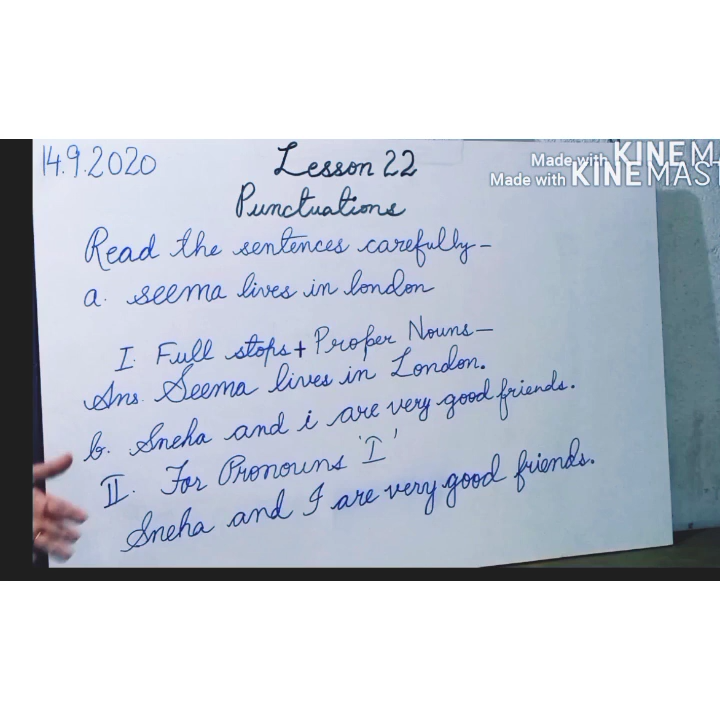 14.9.2020
Lesson 22
Punctuations
Read the sentences carefully-
a. seema lives in london
I. Full stops + Proper Nouns-
Ans. Seema lives in London.
b. Sneha and i are very good friends.
II. For Pronouns 'I'
Sneha and I are very good friends.
Made with KINEM
Made with KINEMAS